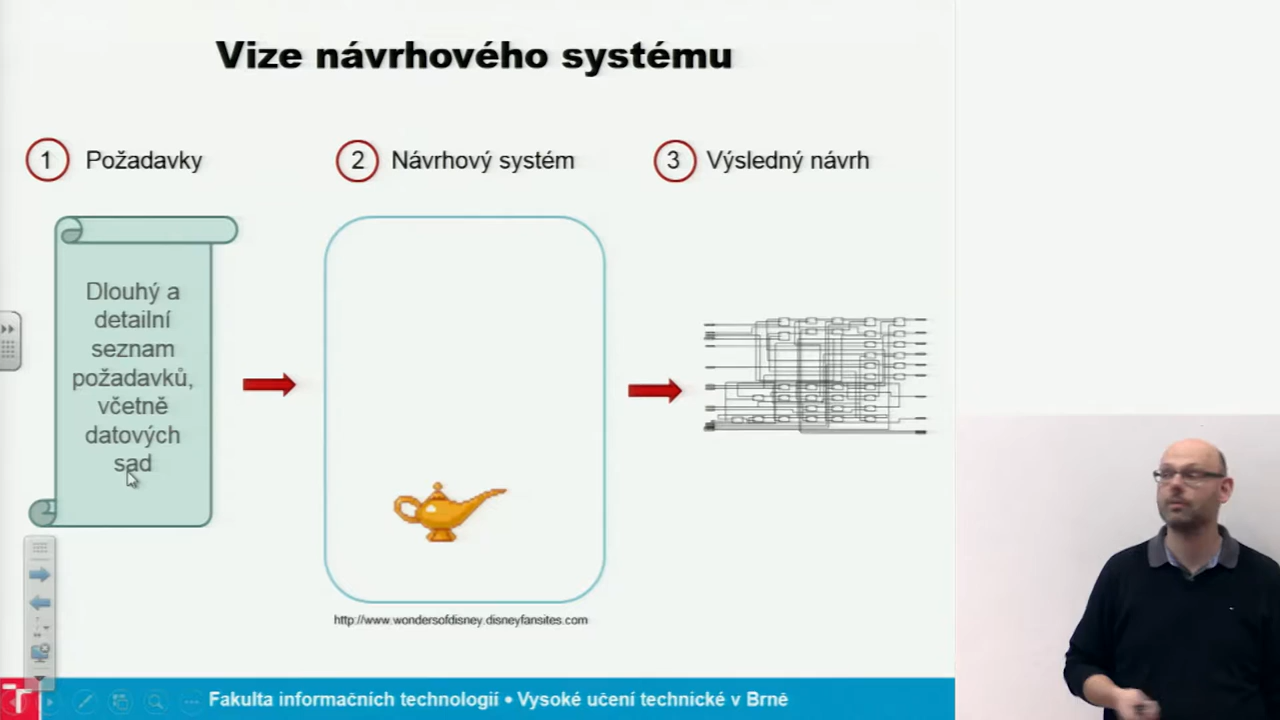 Vize návrhového systému
1 Požadavky
2 Návrhový systém
3 Výsledný návrh
Dlouhý a
detailní
seznam
požadavků,
včetně
datových
sad
http://www.wondersofdisney.disneyfansites.com
Fakulta informačních technologií • Vysoké učení technické v Brně